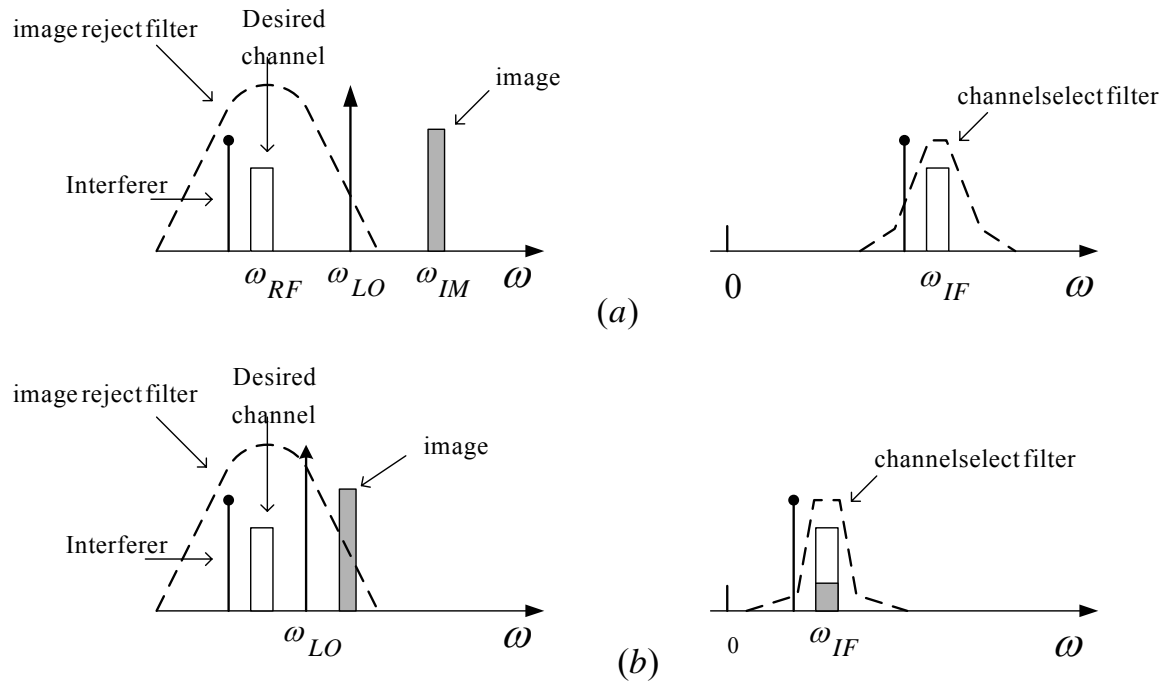 image reject filter
Desired
channel
image
Interferer
ω_RF
ω_LO
ω_IM
ω
channelselect filter
0
ω_IF
ω
(a)
image reject filter
Desired
channel
image
Interferer
ω_LO
ω
channelselect filter
0
ω_IF
ω
(b)